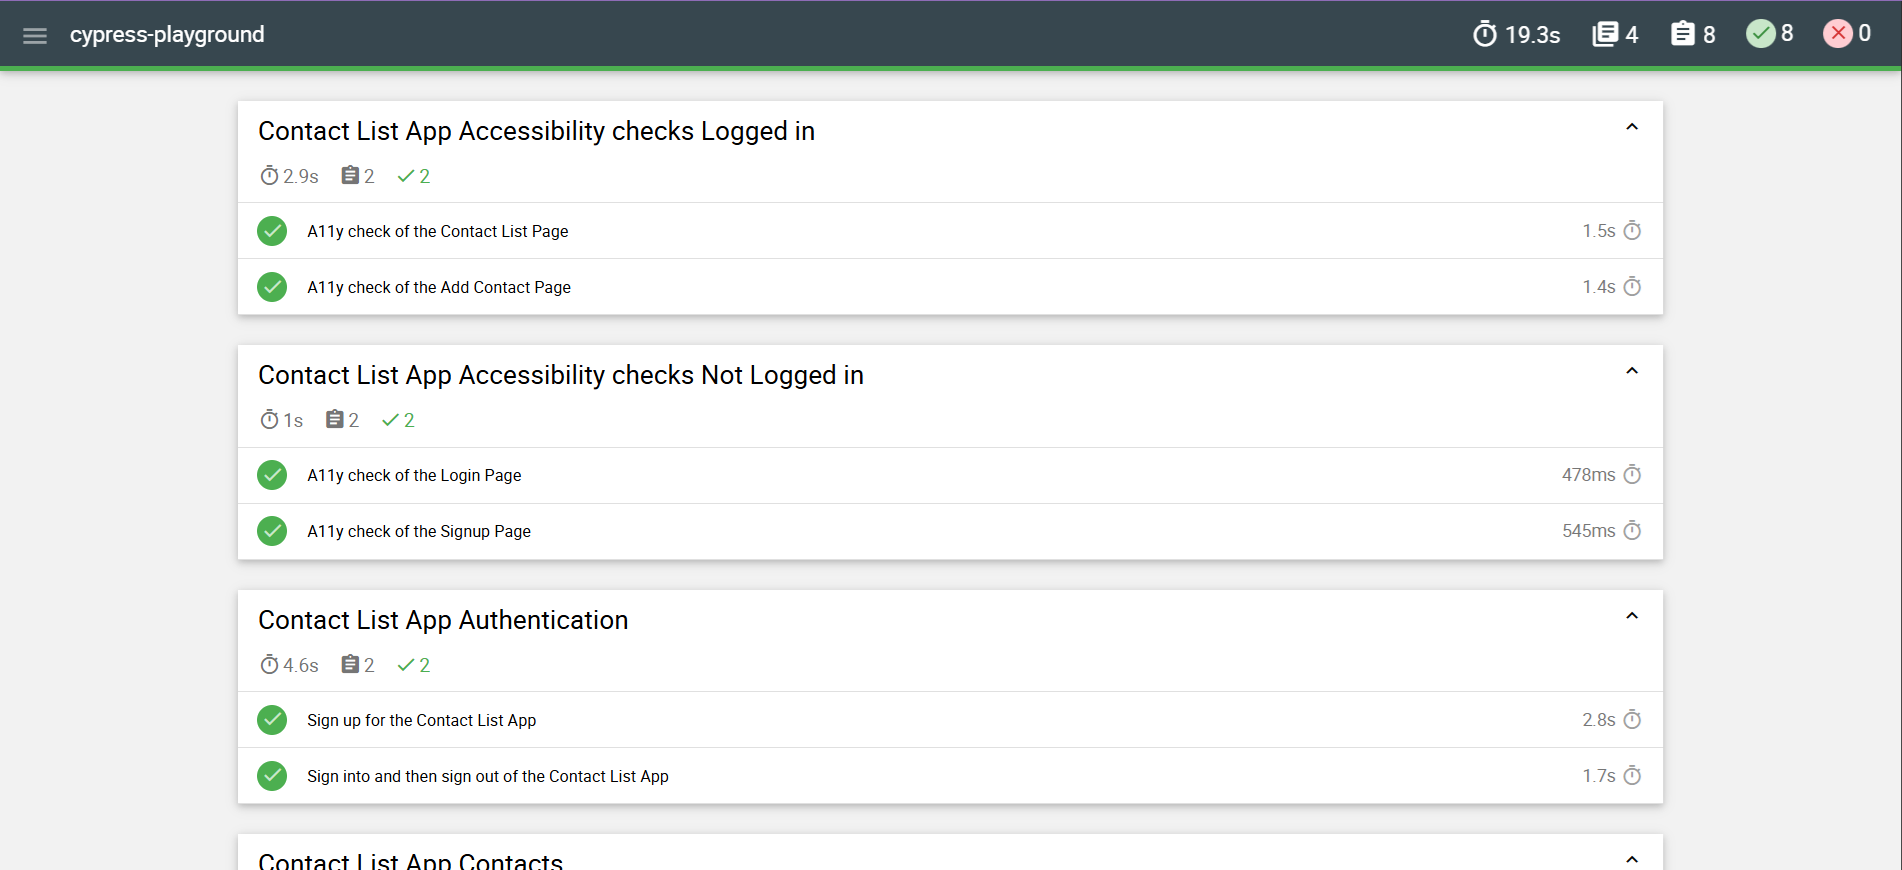 cypress-playground 19.3s 4 8 8 0
Contact List App Accessibility checks Logged in
2.9s 2 2
A11y check of the Contact List Page 1.5s
A11y check of the Add Contact Page 1.4s
Contact List App Accessibility checks Not Logged in
1s 2 2
A11y check of the Login Page 478ms
A11y check of the Signup Page 545ms
Contact List App Authentication
4.6s 2 2
Sign up for the Contact List App 2.8s
Sign into and then sign out of the Contact List App 1.7s
Contact List App Contacts